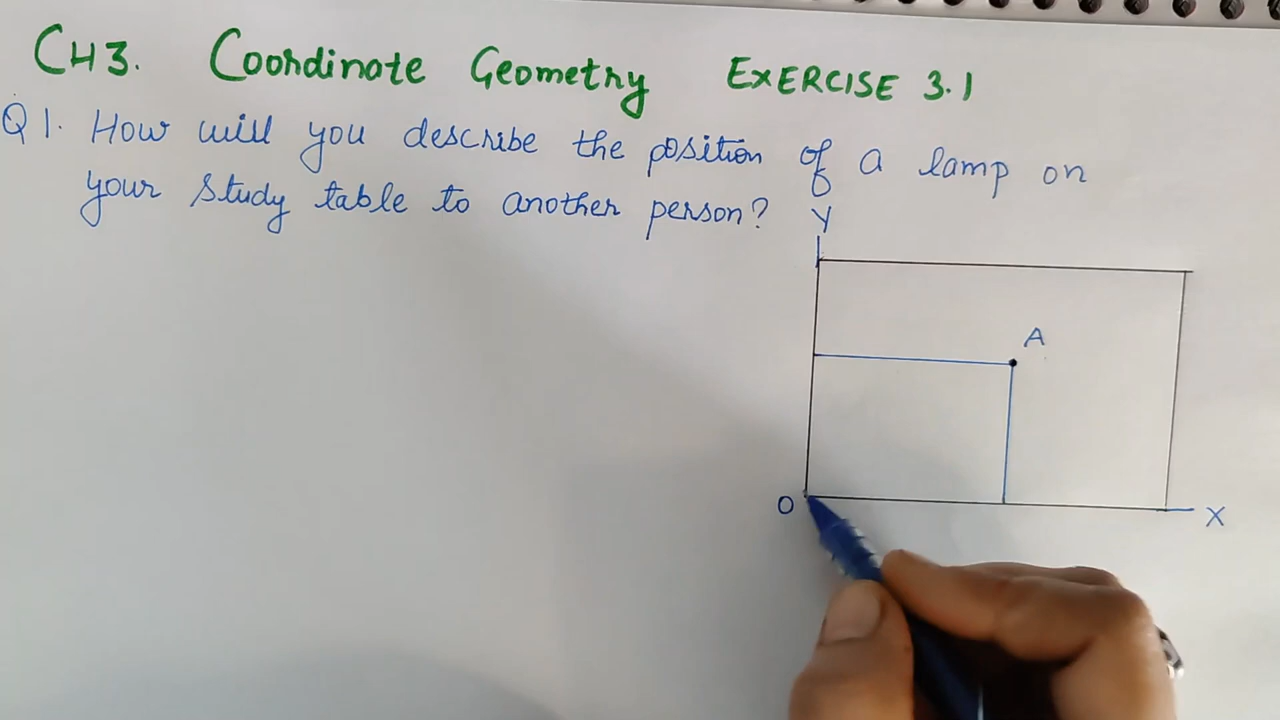 CH3. Coordinate Geometry EXERCISE 3.1
Q1. How will you describe the position of a lamp on
your study table to another person?
Y
A
O
X